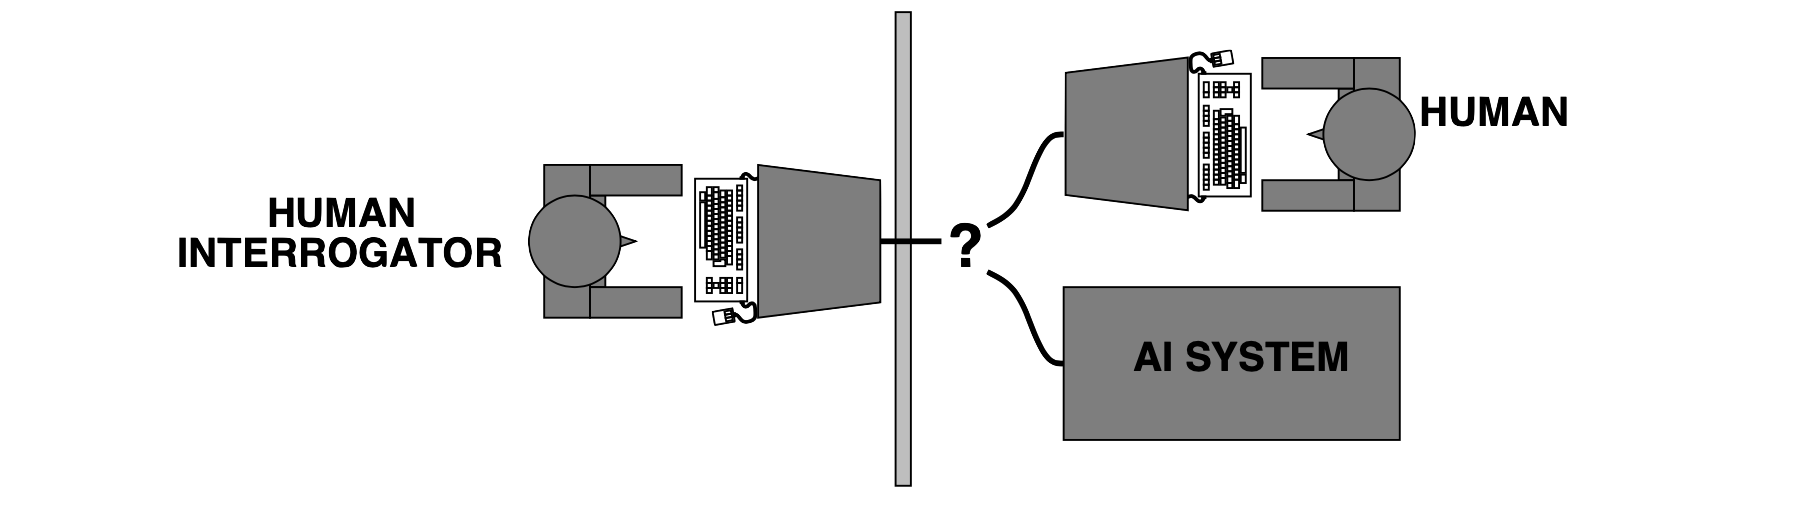 HUMAN
INTERROGATOR
?
HUMAN
AI SYSTEM